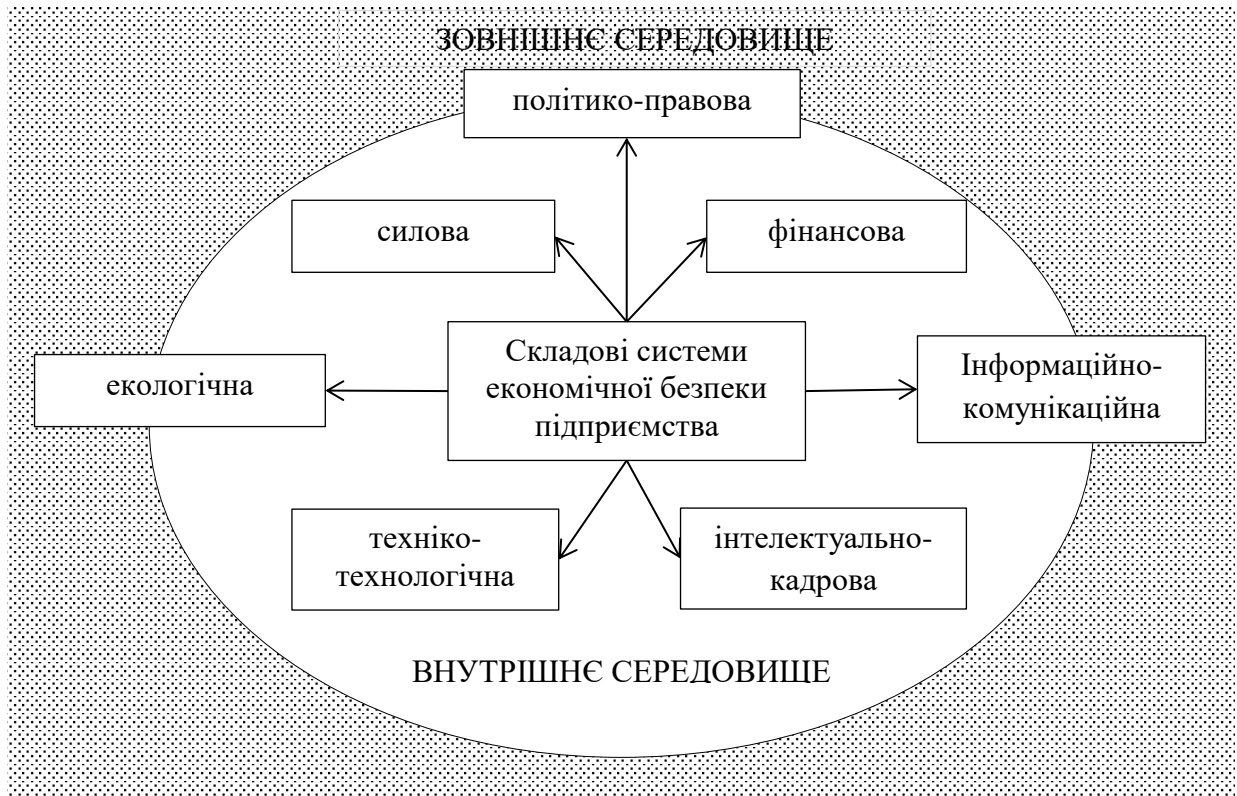 ЗОВНІШНЄ СЕРЕДОВИЩЕ
політико-правова
силова
фінансова
екологічна
Складові системи
економічної безпеки
підприємства
Інформаційно-
комунікаційна
техніко-
технологічна
інтелектуально-
кадрова
ВНУТРІШНЄ СЕРЕДОВИЩЕ